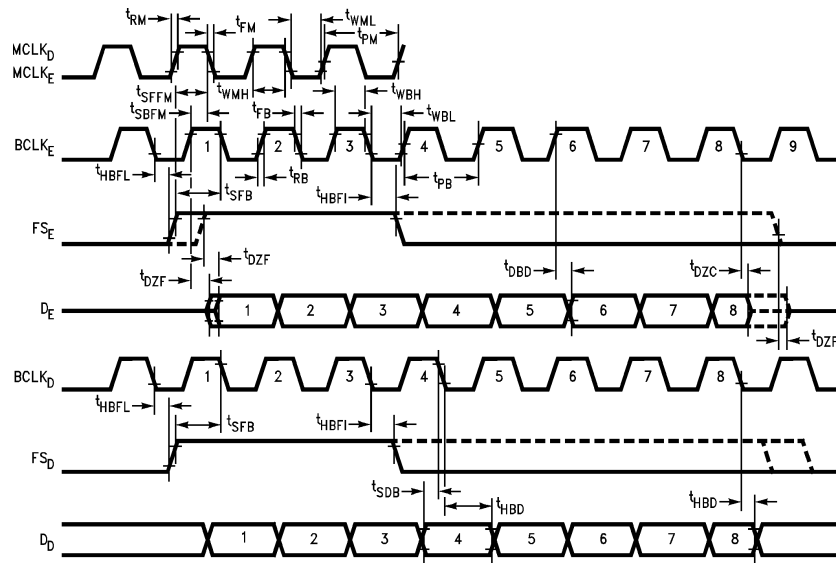 tRM tFM tWML
tPM
MCLKD
MCLKE
tSFFM tWMH tWBH
tSBFM tFB tWBL
BCLKE 1 2 3 4 5 6 7 8 9
tHBFL tSFB tRB tHBFI tPB
FSE
tDZF tDBD tDZC
tDZF
DE 1 2 3 4 5 6 7 8
tDZF
BCLKD 1 2 3 4 5 6 7 8
tHBFL tSFB tHBFI
FSD
tSDB tHBD tHBD
DD 1 2 3 4 5 6 7 8